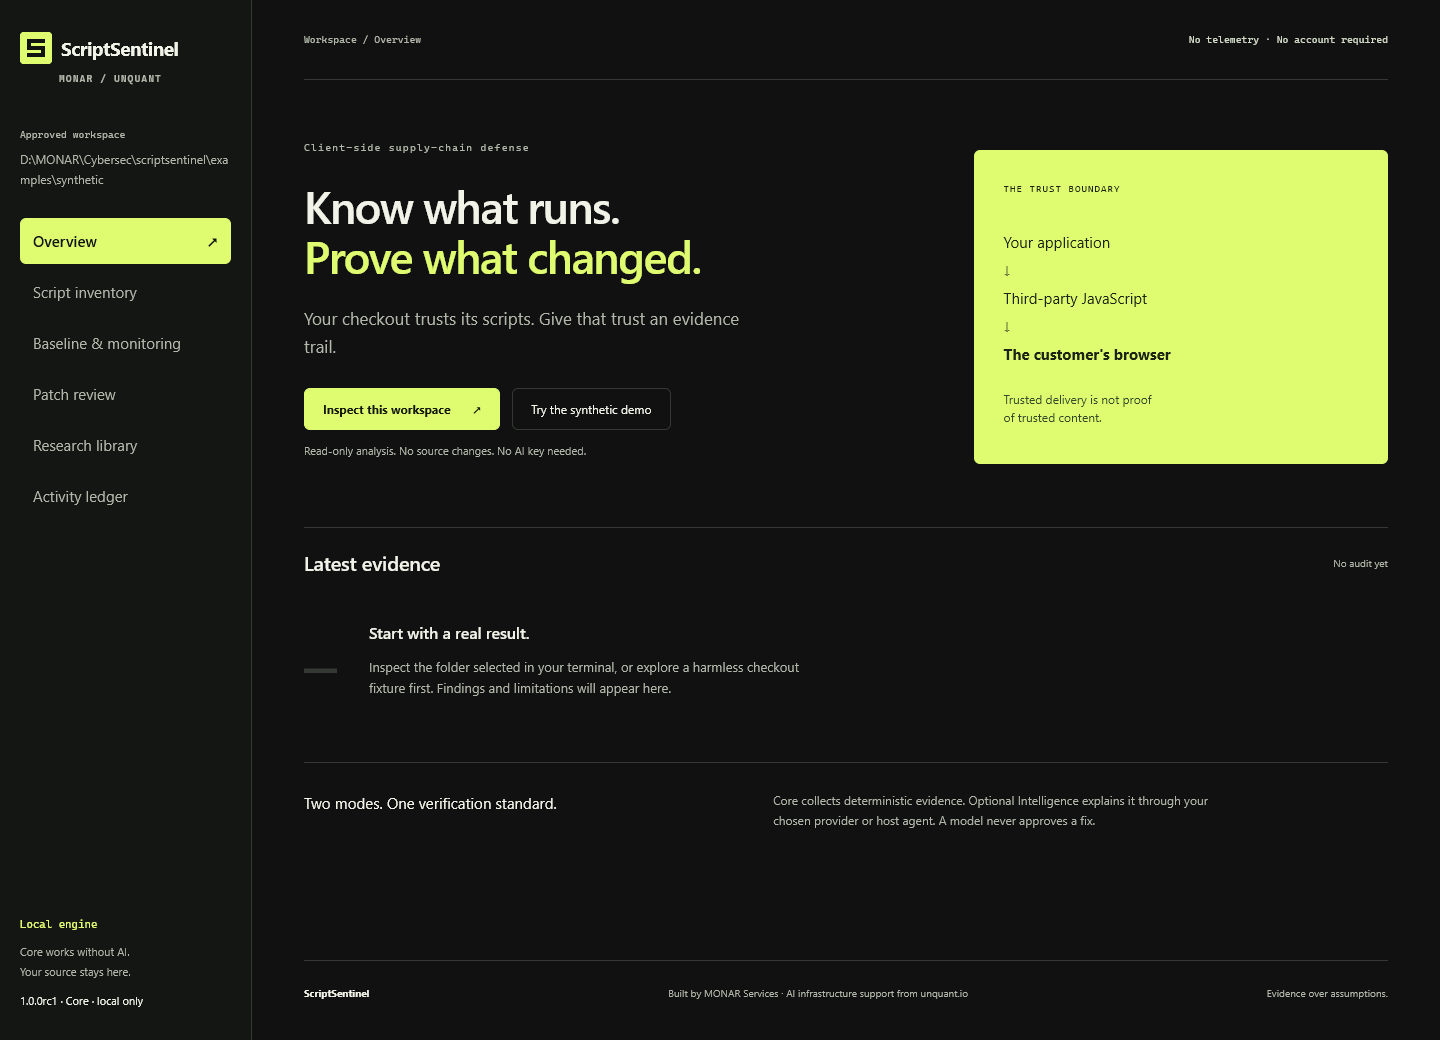 ScriptSentinel
MONAR / UNQUANT
Approved workspace
D:\MONAR\Cybersec\scriptsentinel\exa
mples\synthetic
Overview ↗
Script inventory
Baseline & monitoring
Patch review
Research library
Activity ledger
Local engine
Core works without AI.
Your source stays here.
1.0.0rc1 · Core · local only
Workspace / Overview
No telemetry · No account required
Client-side supply-chain defense
Know what runs.
Prove what changed.
Your checkout trusts its scripts. Give that trust an evidence
trail.
Inspect this workspace ↗
Try the synthetic demo
Read-only analysis. No source changes. No AI key needed.
THE TRUST BOUNDARY
Your application
↓
Third-party JavaScript
↓
The customer's browser
Trusted delivery is not proof
of trusted content.
Latest evidence
No audit yet
—
Start with a real result.
Inspect the folder selected in your terminal, or explore a harmless checkout
fixture first. Findings and limitations will appear here.
Two modes. One verification standard.
Core collects deterministic evidence. Optional Intelligence explains it through your
chosen provider or host agent. A model never approves a fix.
ScriptSentinel
Built by MONAR Services · AI infrastructure support from unquant.io
Evidence over assumptions.